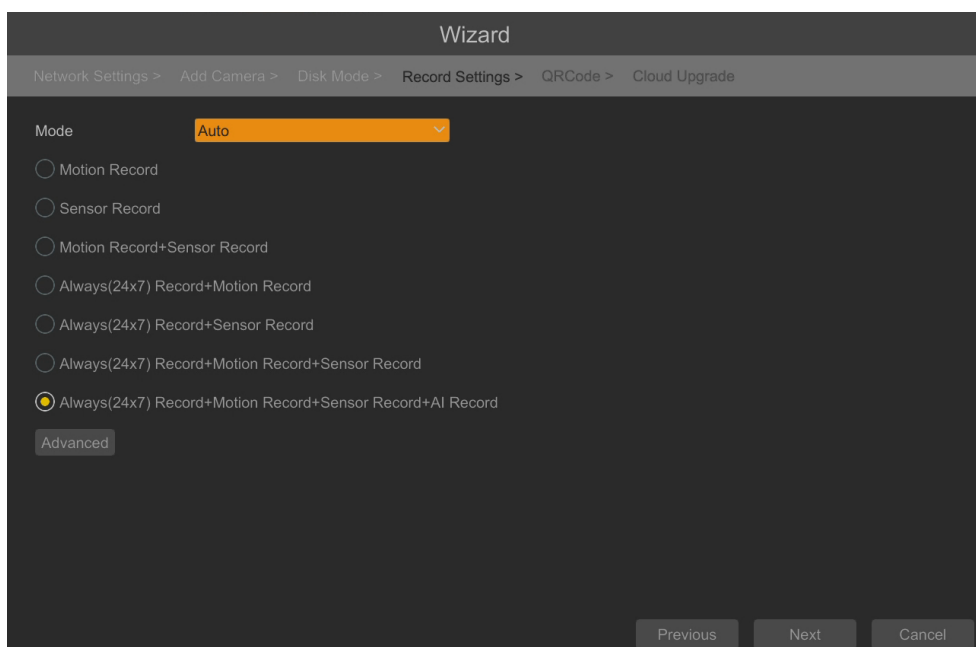 Wizard
Network Settings > Add Camera > Disk Mode > Record Settings > QRCode > Cloud Upgrade
Mode Auto
Motion Record
Sensor Record
Motion Record+Sensor Record
Always(24x7) Record+Motion Record
Always(24x7) Record+Sensor Record
Always(24x7) Record+Motion Record+Sensor Record
Always(24x7) Record+Motion Record+Sensor Record+AI Record
Advanced
Previous Next Cancel